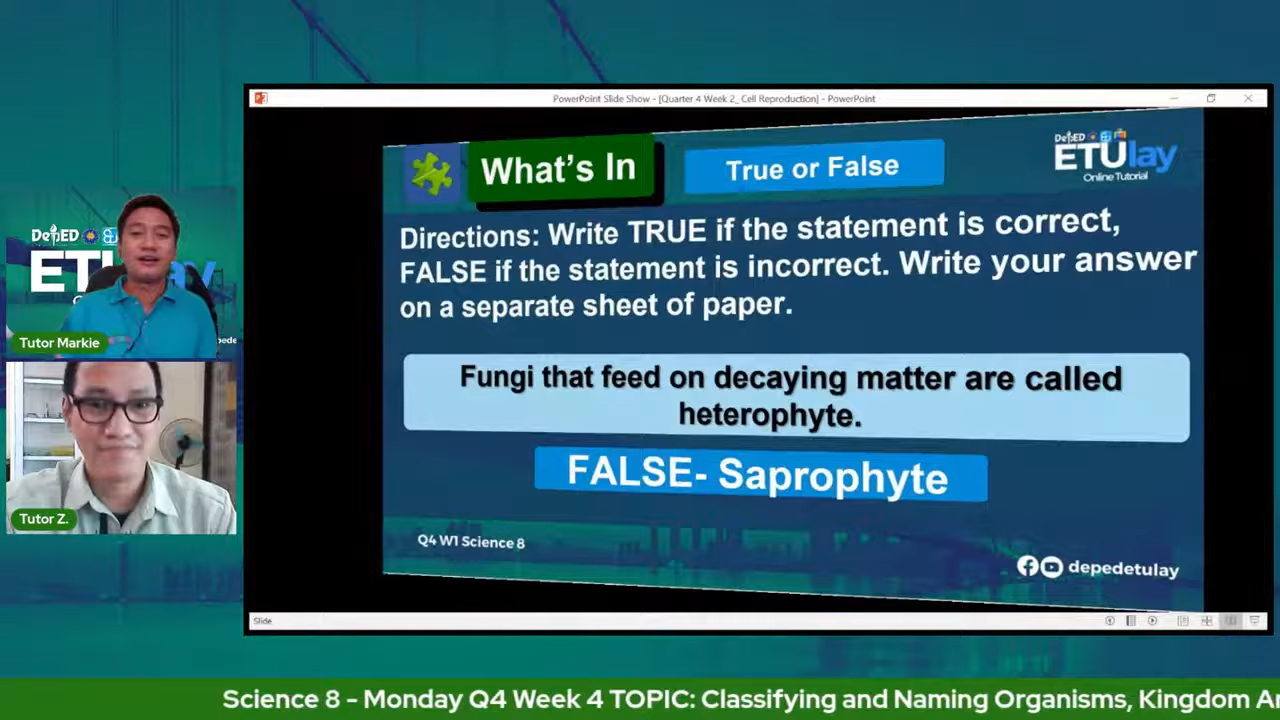 PowerPoint Slide Show - [Quarter 4 Week 2_ Cell Reproduction] - PowerPoint
What's In
True or False
DepED
ETUlay
Online Tutorial
Directions: Write TRUE if the statement is correct,
FALSE if the statement is incorrect. Write your answer
on a separate sheet of paper.
Fungi that feed on decaying matter are called
heterophyte.
FALSE- Saprophyte
Q4 W1 Science 8
depedetulay
Slide
DepED
Tutor Markie
Tutor Z.
Science 8 - Monday Q4 Week 4 TOPIC: Classifying and Naming Organisms, Kingdom